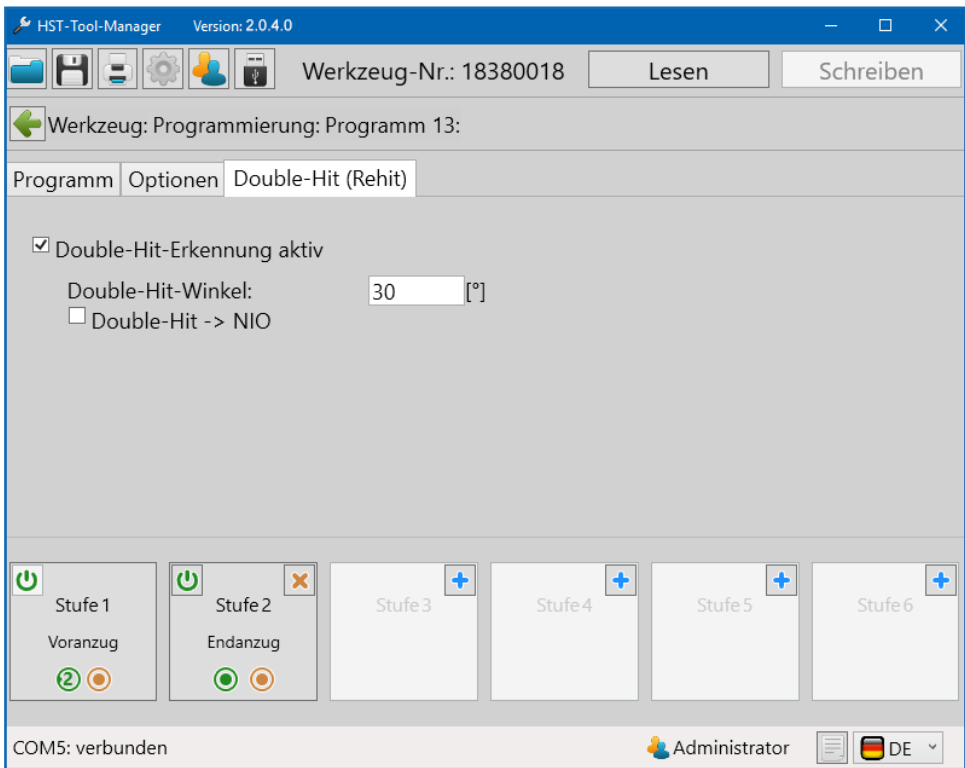 HST-Tool-Manager Version: 2.0.4.0
Werkzeug-Nr.: 18380018 Lesen Schreiben
Werkzeug: Programmierung: Programm 13:
Programm Optionen Double-Hit (Rehit)
Double-Hit-Erkennung aktiv
Double-Hit-Winkel: 30 [°]
Double-Hit -> NIO
Stufe 1 Stufe 2 Stufe 3 Stufe 4 Stufe 5 Stufe 6
Voranzug Endanzug
2
COM5: verbunden Administrator DE